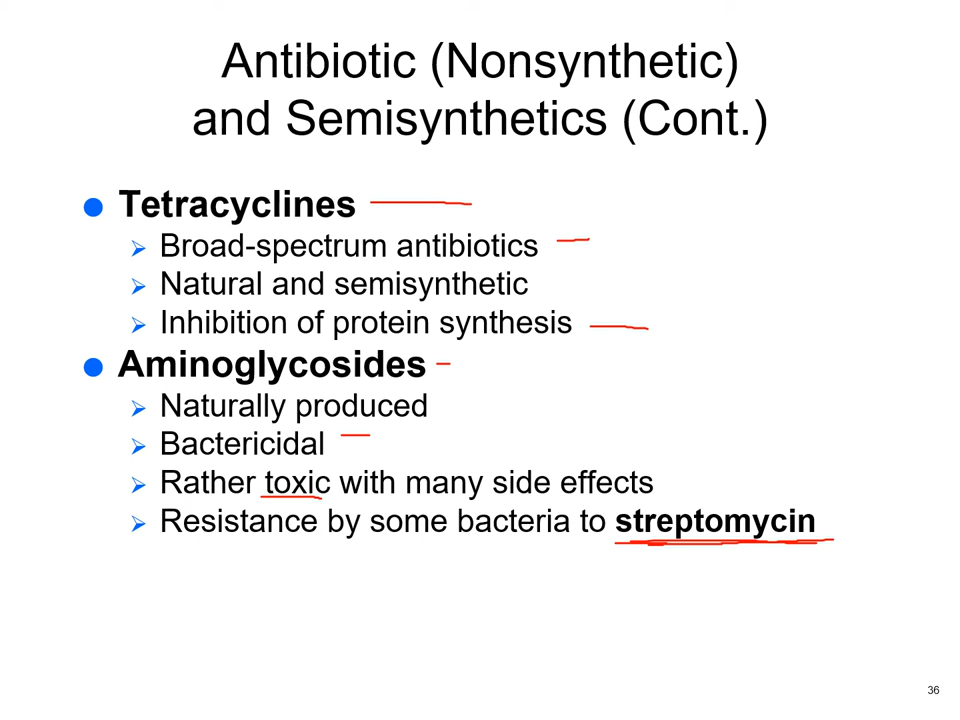 Antibiotic (Nonsynthetic)
and Semisynthetics (Cont.)
Tetracyclines
Broad-spectrum antibiotics
Natural and semisynthetic
Inhibition of protein synthesis
Aminoglycosides
Naturally produced
Bactericidal
Rather toxic with many side effects
Resistance by some bacteria to streptomycin
36